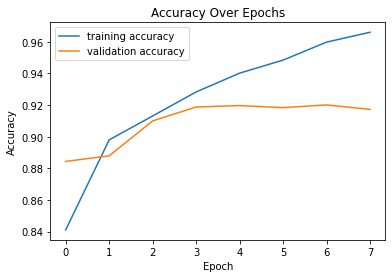 Accuracy Over Epochs
training accuracy
validation accuracy
Accuracy
0.96
0.94
0.92
0.90
0.88
0.86
0.84
0 1 2 3 4 5 6 7
Epoch